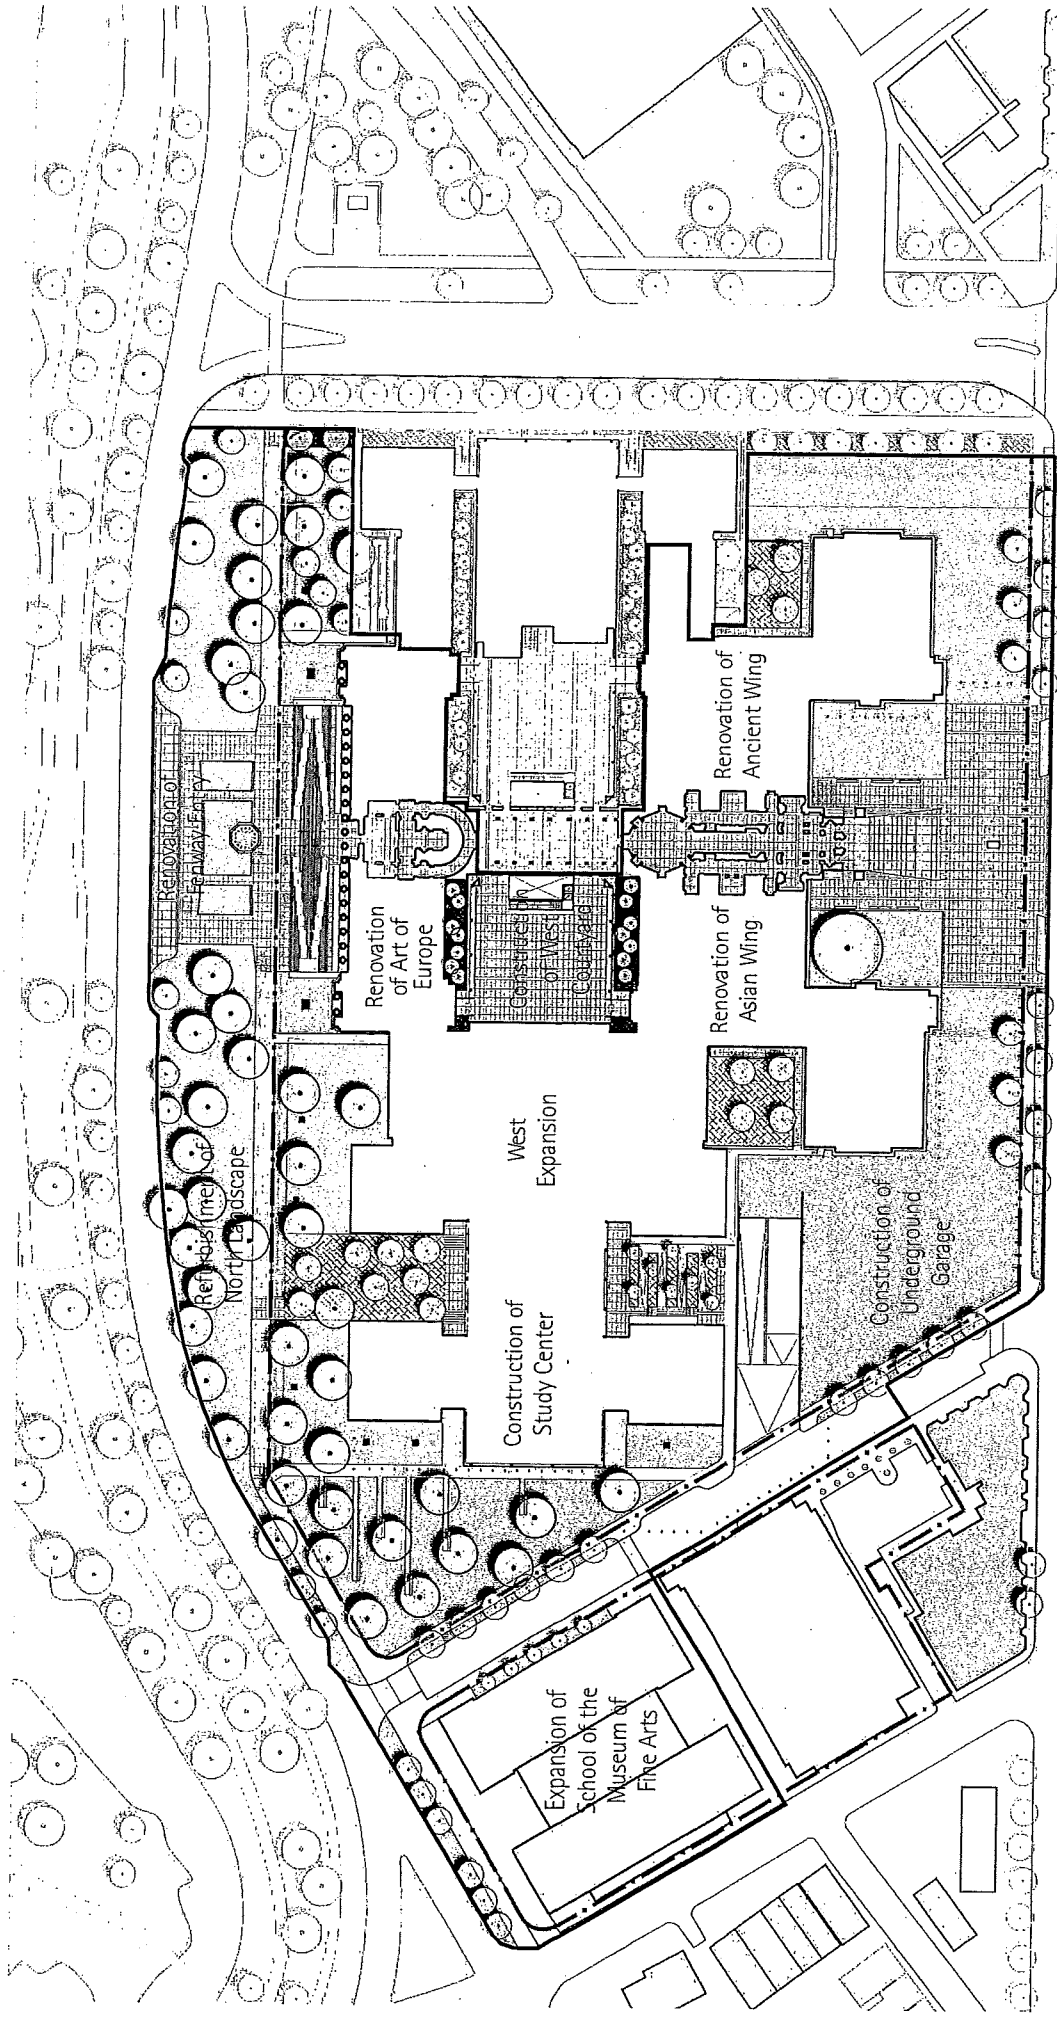 Refurbishment of
North Landscape
Renovation of
Fenway Entry
Construction of
Study Center
West
Expansion
Renovation
of Art of
Europe
Construction
of West
Courtyard
Renovation of
Asian Wing
Renovation of
Ancient Wing
Construction of
Underground
Garage
Expansion of
School of the
Museum of
Fine Arts